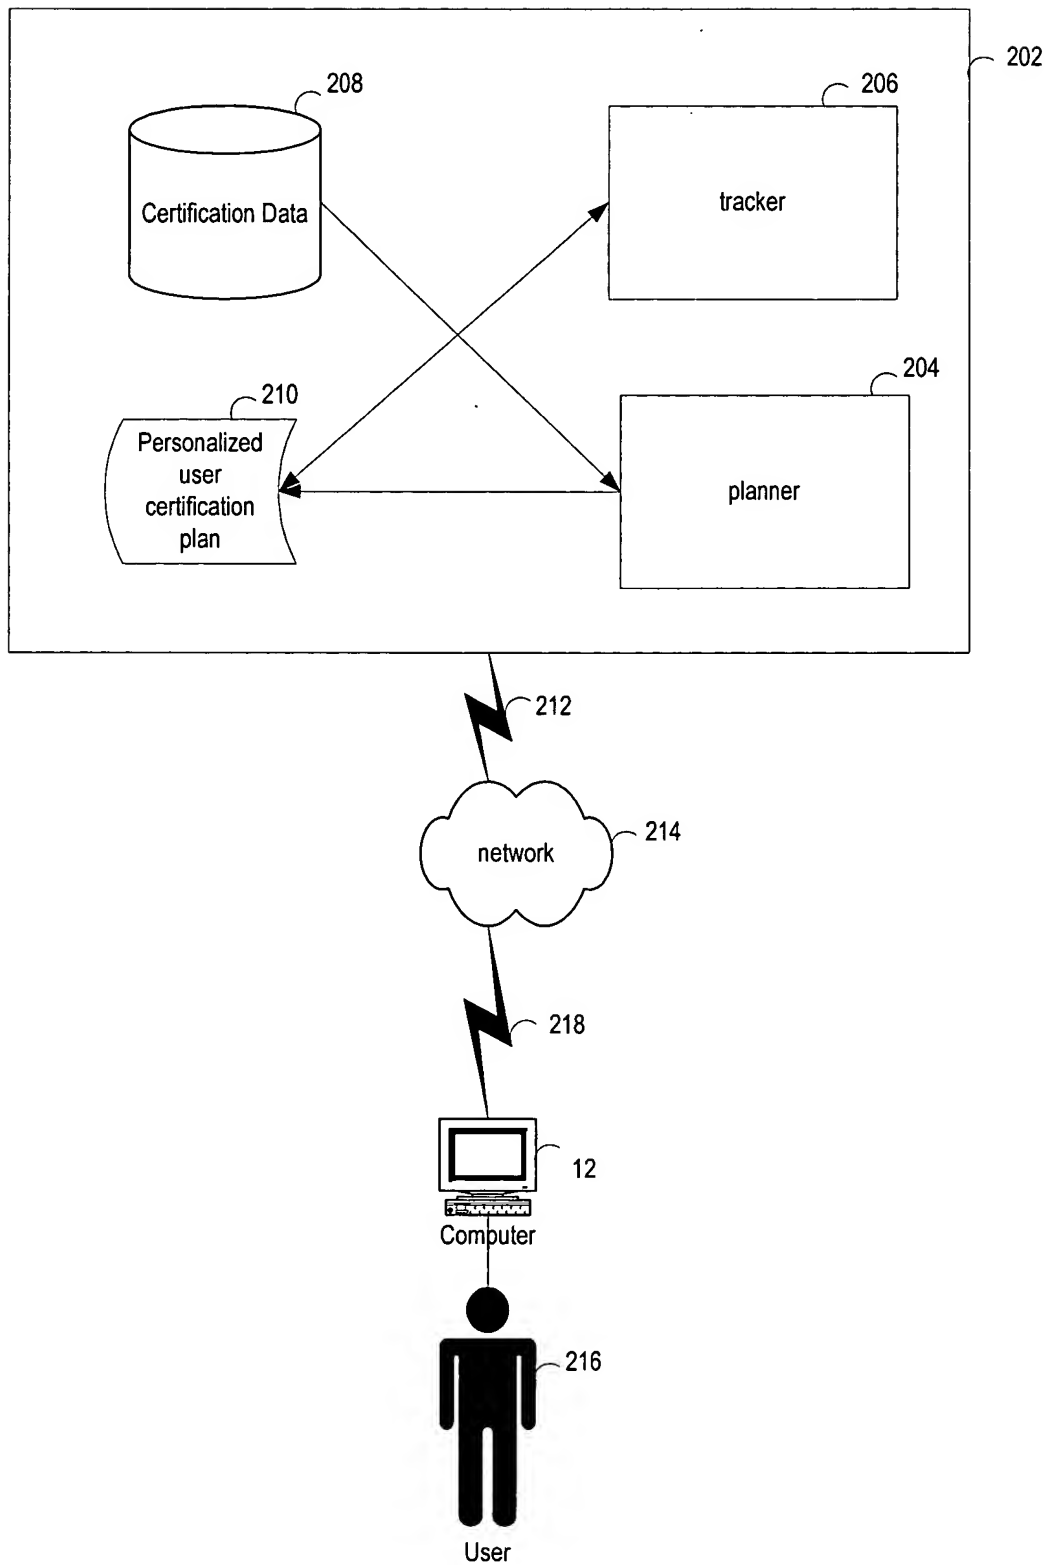 202
208
206
Certification Data
tracker
210
204
Personalized
user
certification
plan
planner
212
214
network
218
12
Computer
216
User